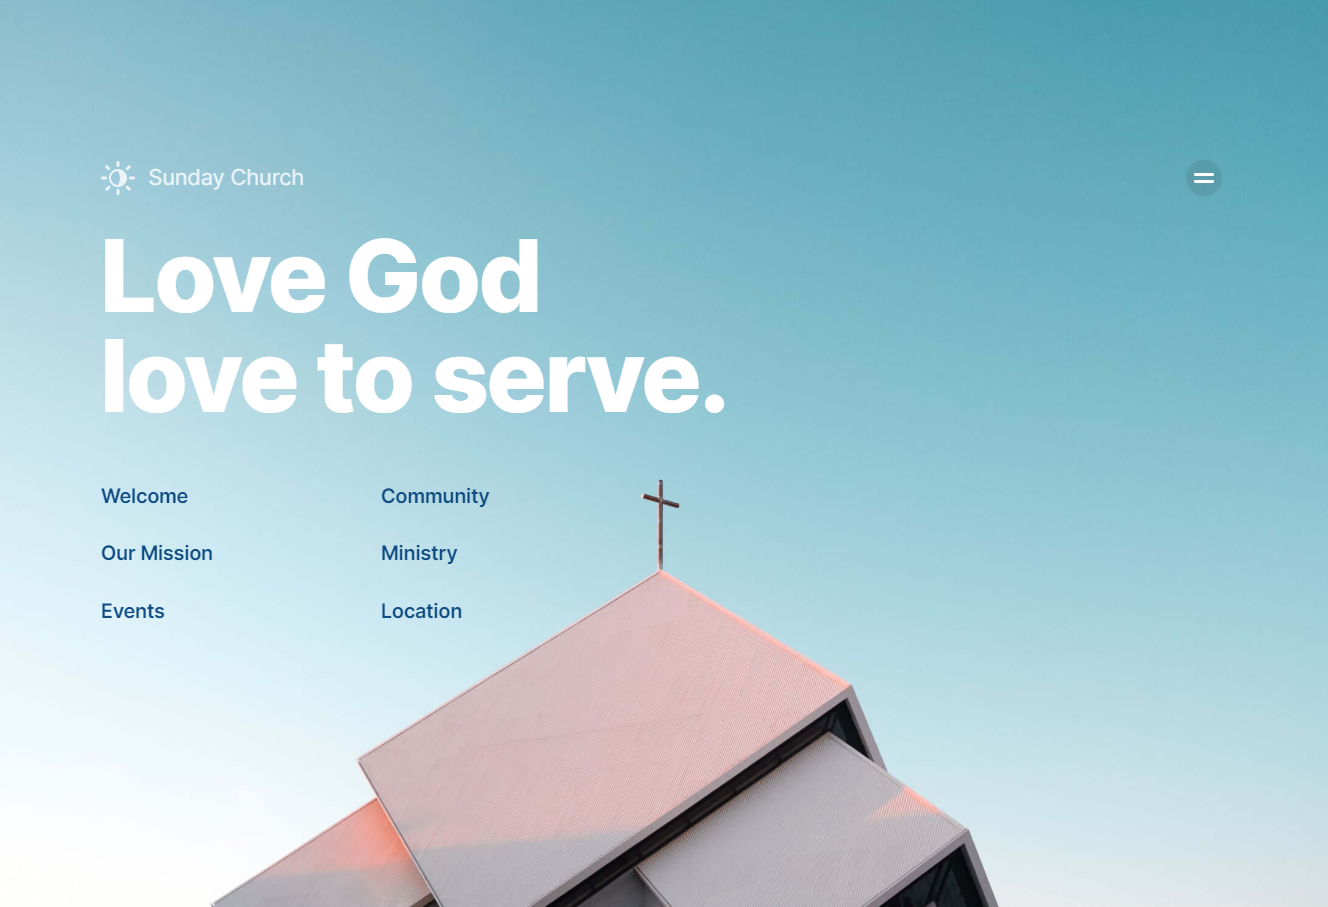 Sunday Church
Love God
love to serve.
Welcome
Community
Our Mission
Ministry
Events
Location